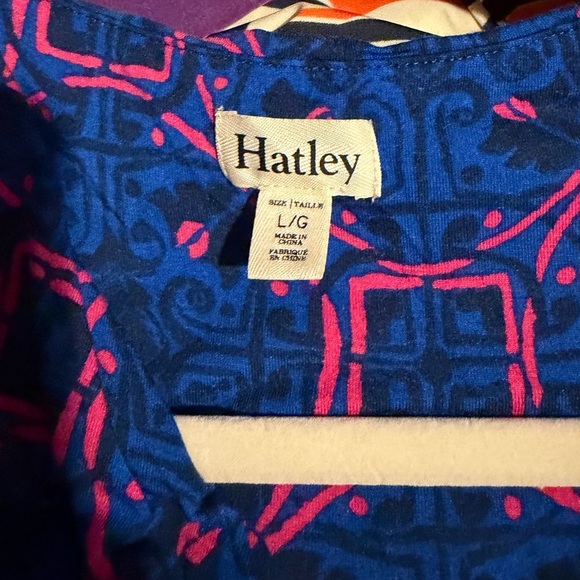 Hatley
SIZE | TAILLE
L/G
MADE IN
CHINA
FABRIQUÉ
EN CHINE